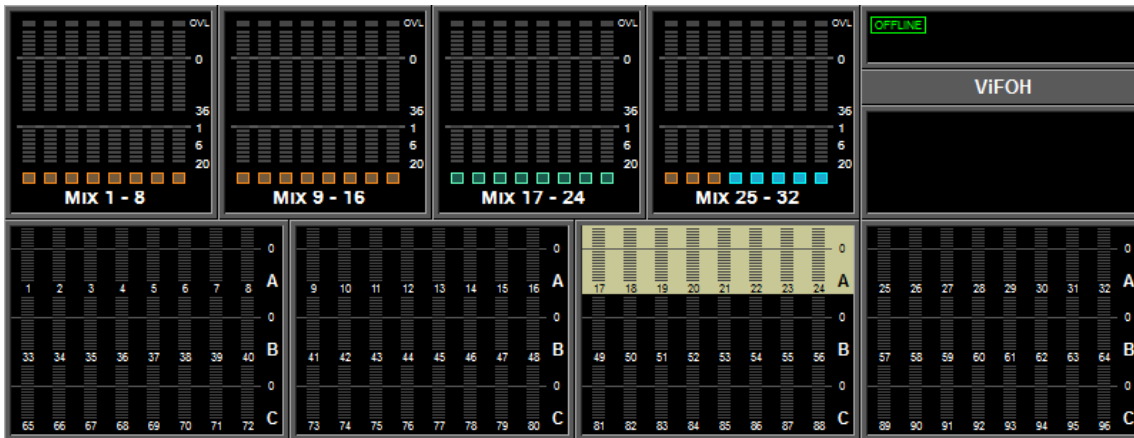 OVL OVL OVL OVL OFFLINE
0 0 0 0
ViFOH
36 36 36 36
1 1 1 1
6 6 6 6
20 20 20 20
Mix 1 - 8 Mix 9 - 16 Mix 17 - 24 Mix 25 - 32
0 0 0 0
A A A A
1 2 3 4 5 6 7 8 9 10 11 12 13 14 15 16 17 18 19 20 21 22 23 24 25 26 27 28 29 30 31 32
0 0 0 0
B B B B
33 34 35 36 37 38 39 40 41 42 43 44 45 46 47 48 49 50 51 52 53 54 55 56 57 58 59 60 61 62 63 64
0 0 0 0
C C C C
65 66 67 68 69 70 71 72 73 74 75 76 77 78 79 80 81 82 83 84 85 86 87 88 89 90 91 92 93 94 95 96